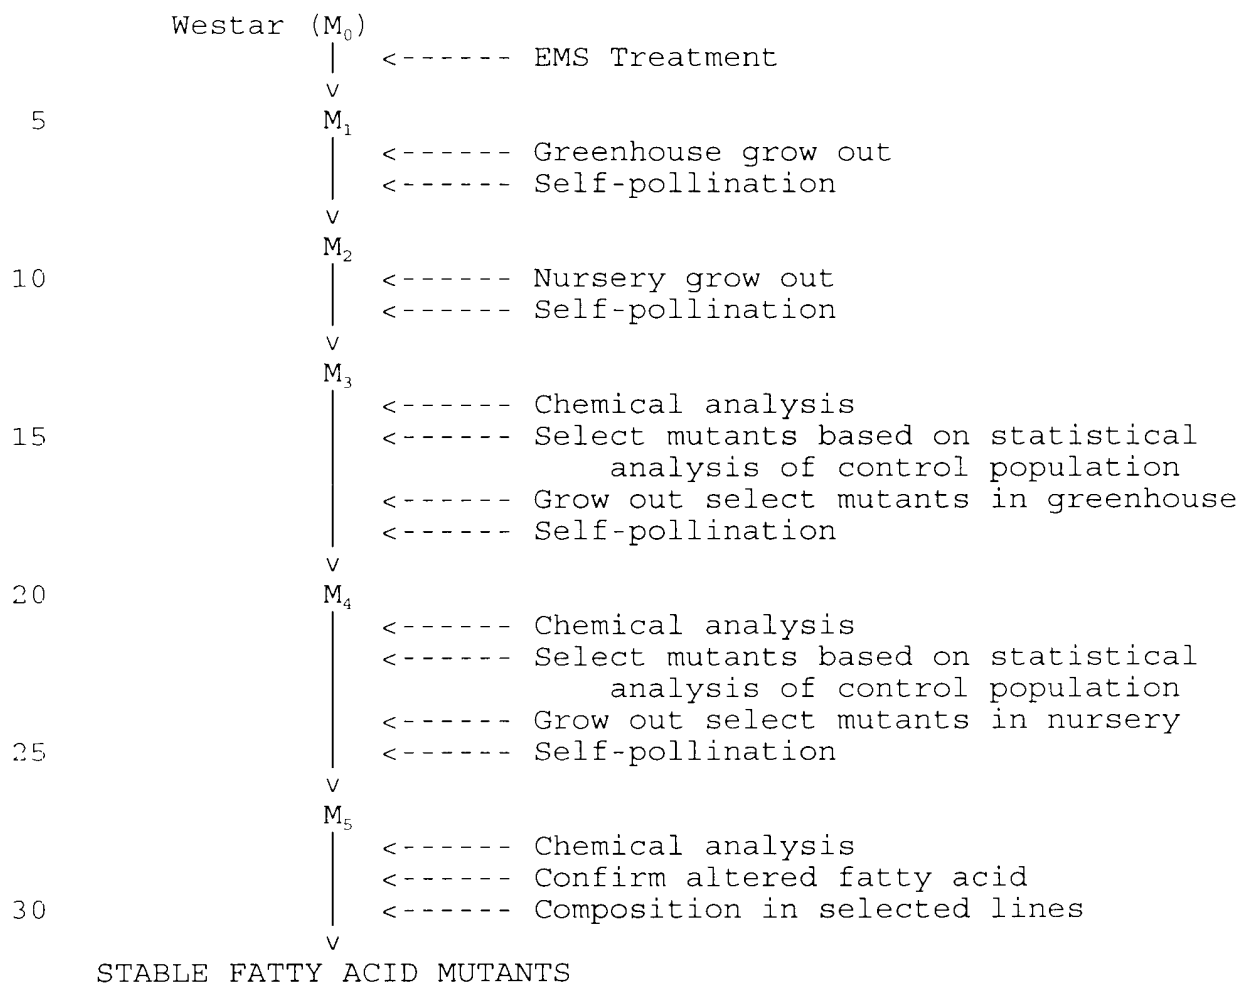 Westar (M₀)
<------ EMS Treatment
5 M₁
<------ Greenhouse grow out
<------ Self-pollination
M₂
10 <------ Nursery grow out
<------ Self-pollination
M₃
<------ Chemical analysis
15 <------ Select mutants based on statistical
analysis of control population
<------ Grow out select mutants in greenhouse
<------ Self-pollination
20 M₄
<------ Chemical analysis
<------ Select mutants based on statistical
analysis of control population
<------ Grow out select mutants in nursery
25 <------ Self-pollination
M₅
<------ Chemical analysis
<------ Confirm altered fatty acid
30 <------ Composition in selected lines
STABLE FATTY ACID MUTANTS